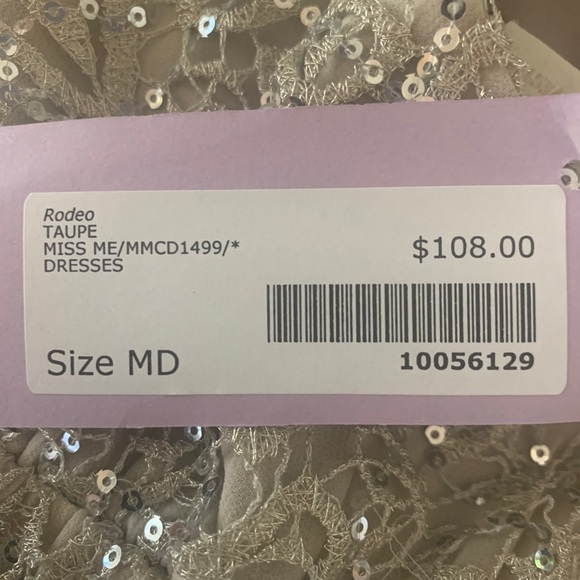 Rodeo
TAUPE
MISS ME/MMCD1499/*
DRESSES
$108.00
Size MD
10056129